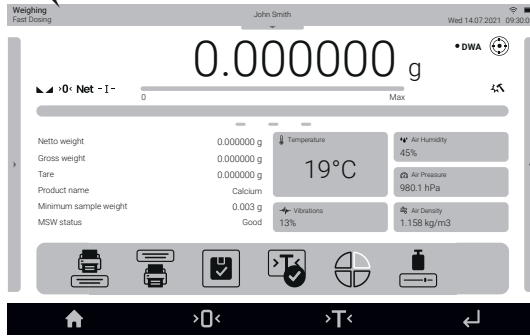 Weighing
Fast Dosing
John Smith
Wed 14.07.2021 09:30:0
0.000000 g
DWA
>0< Net -I-
0
Max
Netto weight 0.000000 g
Gross weight 0.000000 g
Tare 0.000000 g
Product name Calcium
Minimum sample weight 0.003 g
MSW status Good
Temperature
19°C
Vibrations
13%
Air Humidity
45%
Air Preasure
980.1 hPa
Air Density
1.158 kg/m3
>T<
>0<
>T<